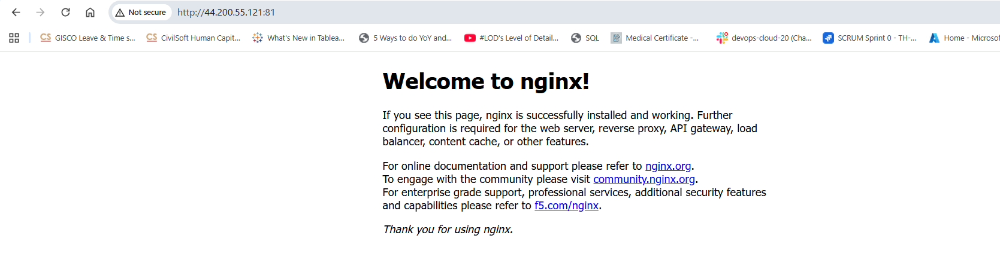 Not secure http://44.200.55.121:81
GISCO Leave & Time s... CivilSoft Human Capit... What's New in Tablea... 5 Ways to do YoY and... #LOD's Level of Detail... SQL Medical Certificate -... devops-cloud-20 (Cha... SCRUM Sprint 0 - TH-... Home - Microsof
Welcome to nginx!
If you see this page, nginx is successfully installed and working. Further
configuration is required for the web server, reverse proxy, API gateway, load
balancer, content cache, or other features.
For online documentation and support please refer to nginx.org.
To engage with the community please visit community.nginx.org.
For enterprise grade support, professional services, additional security features
and capabilities please refer to f5.com/nginx.
Thank you for using nginx.